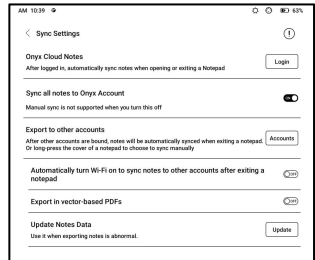 AM 10:39
63%
Sync Settings
Onyx Cloud Notes
After logged in, automatically sync notes when opening or exiting a Notepad
Login
Sync all notes to Onyx Account
Manual sync is not supported when you turn this off
ON
Export to other accounts
After other accounts are bound, notes will be automatically synced when exiting a notepad.
Or long-press the cover of a notepad to choose to sync manually
Accounts
Automatically turn Wi-Fi on to sync notes to other accounts after exiting a
notepad
OFF
Export in vector-based PDFs
OFF
Update Notes Data
Use it when exporting notes is abnormal.
Update